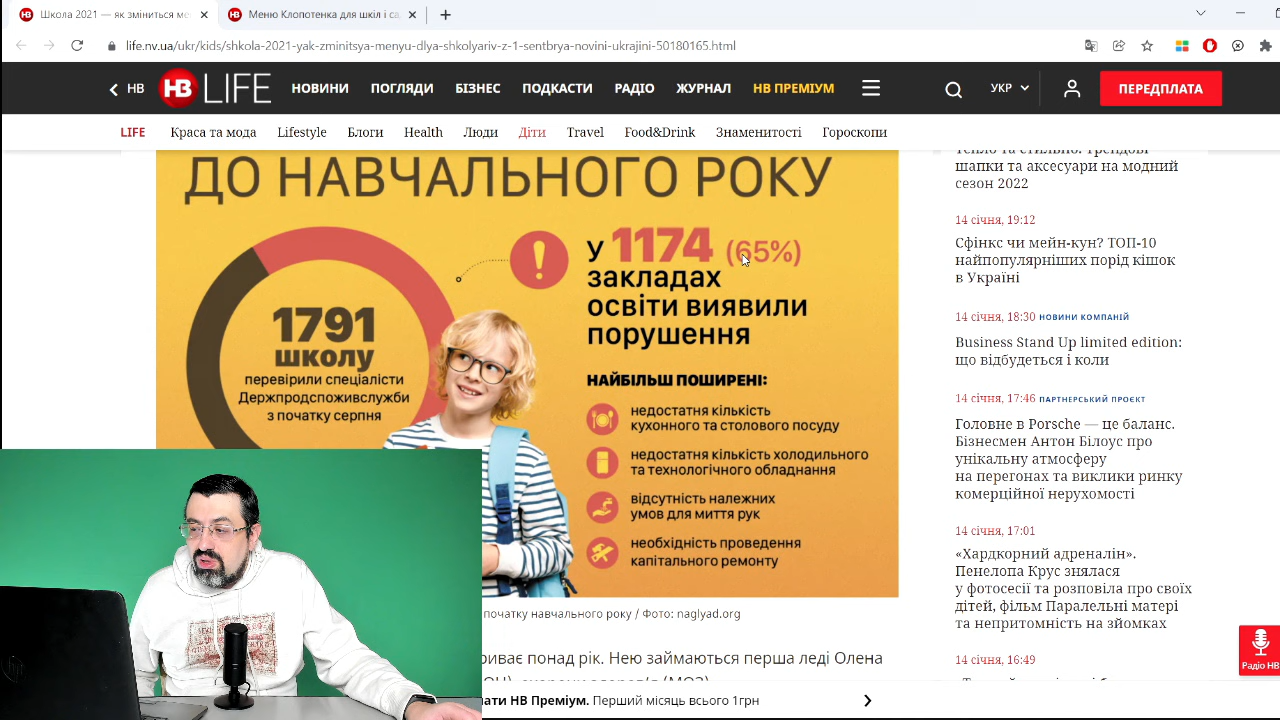 Школа 2021 — як зміниться ме
Меню Клопотенка для шкіл і са
life.nv.ua/ukr/kids/shkola-2021-yak-zminitsya-menyu-dlya-shkolyariv-z-1-sentbrya-novini-ukrajini-50180165.html
НВ
НВ LIFE
НОВИНИ
ПОГЛЯДИ
БІЗНЕС
ПОДКАСТИ
РАДІО
ЖУРНАЛ
НВ ПРЕМІУМ
УКР
ПЕРЕДПЛАТА
LIFE
Краса та мода
Lifestyle
Блоги
Health
Люди
Діти
Travel
Food&Drink
Знаменитості
Гороскопи
ДО НАВЧАЛЬНОГО РОКУ
1791
школу
перевірили спеціалісти
Держпродспоживслужби
з початку серпня
У 1174 (65%)
закладах
освіти виявили
порушення
НАЙБІЛЬШ ПОШИРЕНІ:
недостатня кількість
кухонного та столового посуду
недостатня кількість холодильного
та технологічного обладнання
відсутність належних
умов для миття рук
необхідність проведення
капітального ремонту
початку навчального року / Фото: naglyad.org
риває понад рік. Нею займаються перша леді Олена
лати НВ Преміум. Перший місяць всього 1грн
Тепло та стильно. Трендові
шапки та аксесуари на модний
сезон 2022
14 січня, 19:12
Сфінкс чи мейн-кун? ТОП-10
найпопулярніших порід кішок
в Україні
14 січня, 18:30 НОВИНИ КОМПАНІЙ
Business Stand Up limited edition:
що відбудеться і коли
14 січня, 17:46 ПАРТНЕРСЬКИЙ ПРОЄКТ
Головне в Porsche — це баланс.
Бізнесмен Антон Білоус про
унікальну атмосферу
на перегонах та виклики ринку
комерційної нерухомості
14 січня, 17:01
«Хардкорний адреналін».
Пенелопа Крус знялася
у фотосесії та розповіла про своїх
дітей, фільм Паралельні матері
та непритомність на зйомках
14 січня, 16:49
Радіо НВ